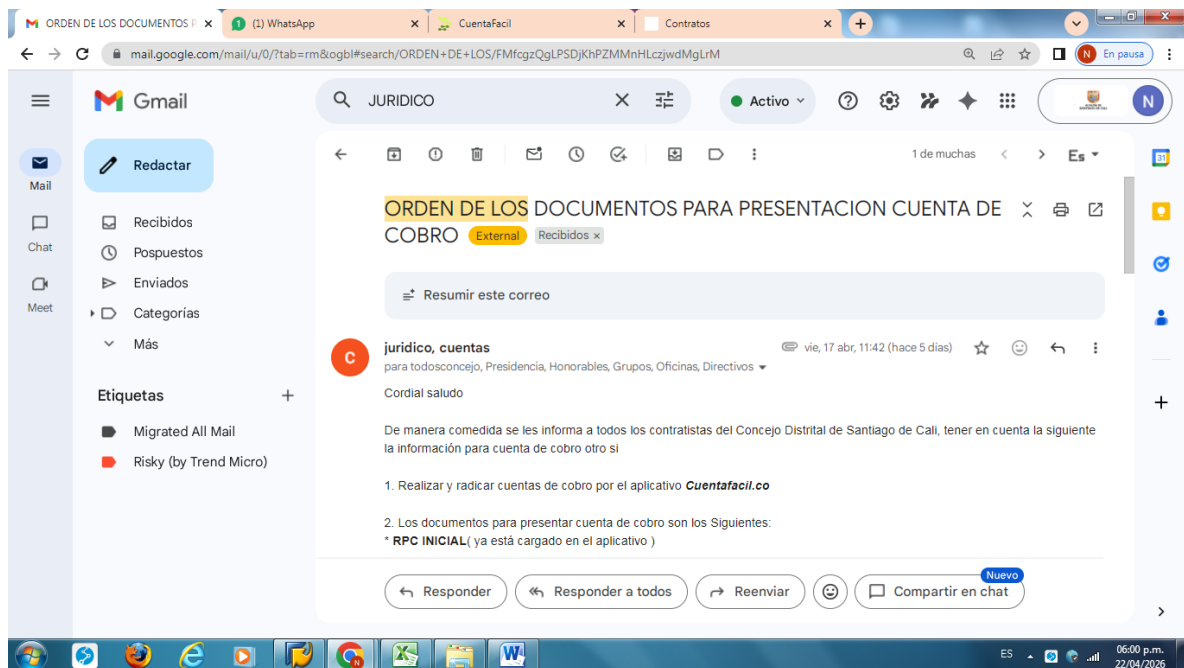 ORDEN DE LOS DOCUMENTOS P
(1) WhatsApp
CuentaFacil
Contratos
mail.google.com/mail/u/0/?tab=rm&ogbl#search/ORDEN+DE+LOS/FMfcgzQgLPSDjKhPZMMnHLczjwdMgLrM
N En pausa
Gmail
JURIDICO
Activo
N
Redactar
1 de muchas
Es
31
Mail
Chat
Meet
Recibidos
Pospuestos
Enviados
Categorías
Más
Etiquetas
Migrated All Mail
Risky (by Trend Micro)
ORDEN DE LOS DOCUMENTOS PARA PRESENTACION CUENTA DE
COBRO External Recibidos x
Resumir este correo
C
juridico, cuentas
vie, 17 abr, 11:42 (hace 5 días)
para todosconcejo, Presidencia, Honorables, Grupos, Oficinas, Directivos
Cordial saludo
De manera comedida se les informa a todos los contratistas del Concejo Distrital de Santiago de Cali, tener en cuenta la siguiente
la información para cuenta de cobro otro si
1. Realizar y radicar cuentas de cobro por el aplicativo Cuentafacil.co
2. Los documentos para presentar cuenta de cobro son los Siguientes:
* RPC INICIAL( ya está cargado en el aplicativo )
Nuevo
Responder
Responder a todos
Reenviar
Compartir en chat
ES
06:00 p.m.
22/04/2026